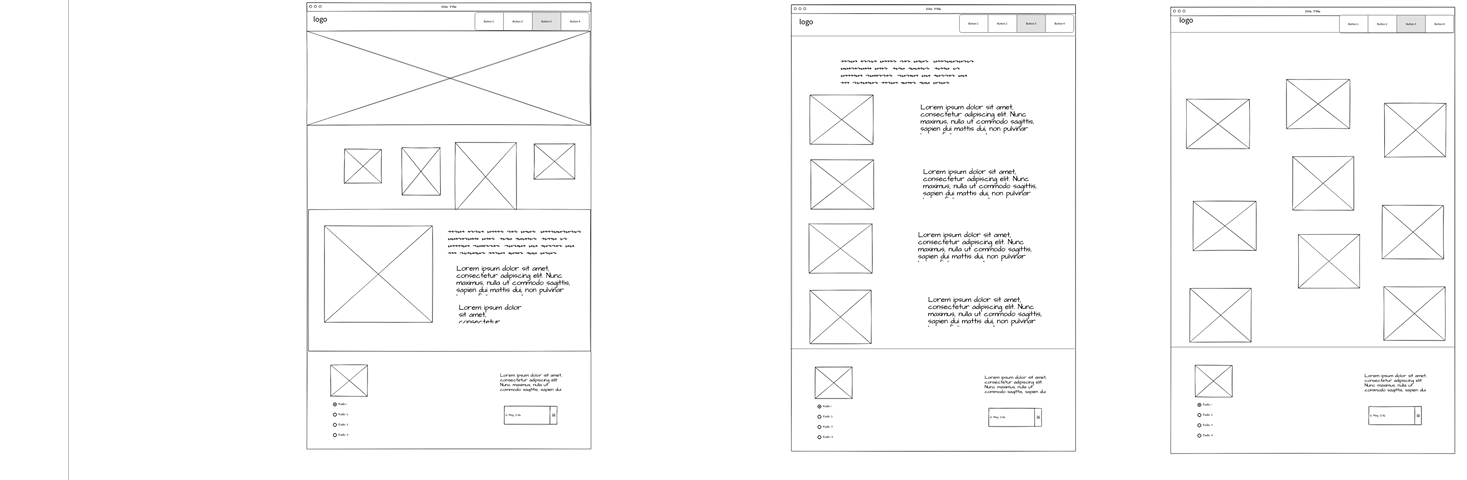 Site Title
logo
Button 1 Button 2 Button 3 Button 4
Lorem ipsum dolor sit amet,
consectetur adipiscing elit. Nunc
maximus, nulla ut commodo sagittis,
sapien dui mattis dui, non pulvinar
Lorem ipsum dolor
sit amet,
consectetur
Lorem ipsum dolor sit amet,
consectetur adipiscing elit.
Nunc maximus, nulla ut
commodo sagittis, sapien dui
Radio 1
Radio 2
Radio 3
Radio 4
Site Title
logo
Button 1 Button 2 Button 3 Button 4
Lorem ipsum dolor sit amet,
consectetur adipiscing elit. Nunc
maximus, nulla ut commodo sagittis,
sapien dui mattis dui, non pulvinar
Lorem ipsum dolor sit amet,
consectetur adipiscing elit. Nunc
maximus, nulla ut commodo sagittis,
sapien dui mattis dui, non pulvinar
Lorem ipsum dolor sit amet,
consectetur adipiscing elit. Nunc
maximus, nulla ut commodo sagittis,
sapien dui mattis dui, non pulvinar
Lorem ipsum dolor sit amet,
consectetur adipiscing elit. Nunc
maximus, nulla ut commodo sagittis,
sapien dui mattis dui, non pulvinar
Lorem ipsum dolor sit amet,
consectetur adipiscing elit.
Nunc maximus, nulla ut
commodo sagittis, sapien dui
Radio 1
Radio 2
Radio 3
Radio 4
Site Title
logo
Button 1 Button 2 Button 3 Button 4
Lorem ipsum dolor sit amet,
consectetur adipiscing elit.
Nunc maximus, nulla ut
commodo sagittis, sapien dui
Radio 1
Radio 2
Radio 3
Radio 4